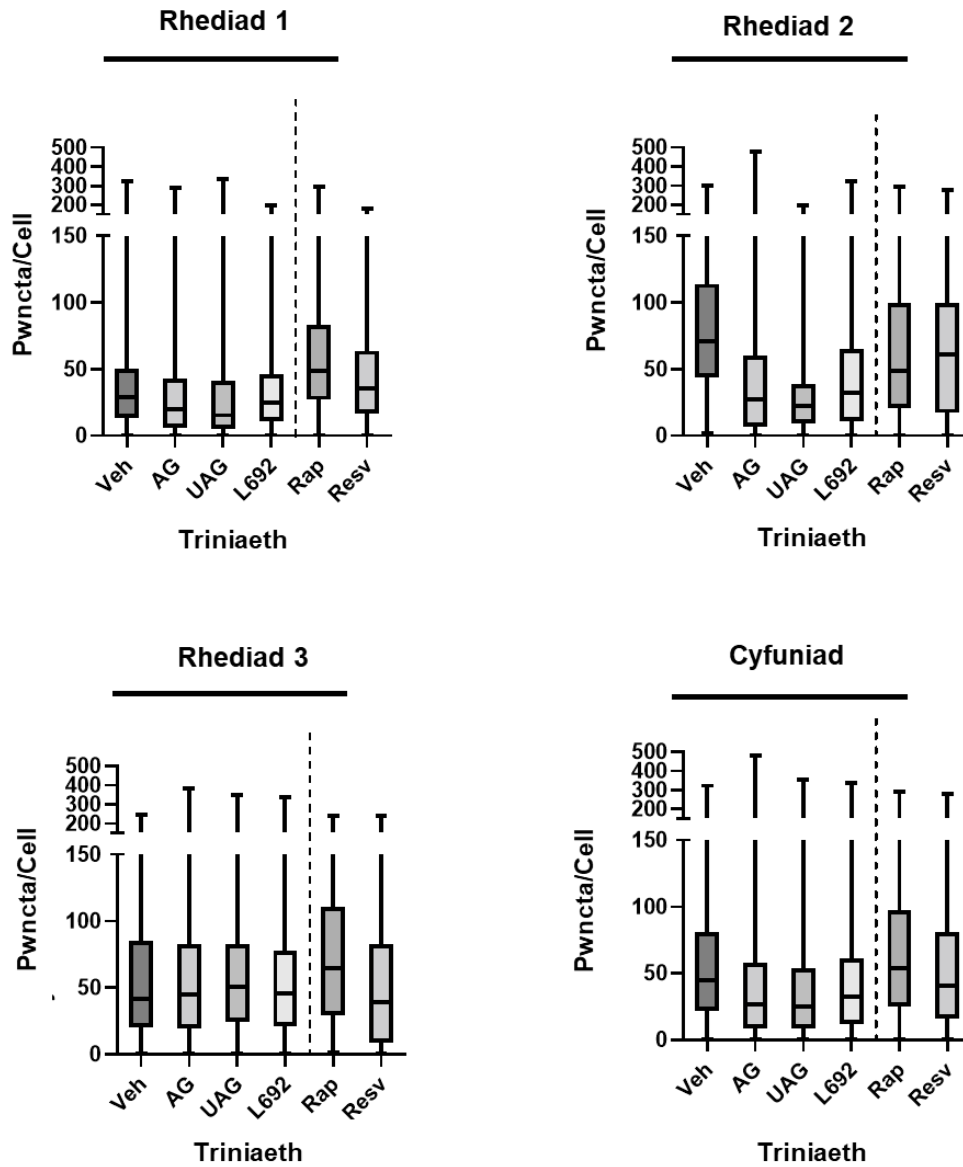 Rhediad 1
500
400
300
200
150
100
50
0
Pwncta/Cell
Veh
AG
UAG
L692
Rap
Resv
Triniaeth
Rhediad 2
500
400
300
200
150
100
50
0
Pwncta/Cell
Veh
AG
UAG
L692
Rap
Resv
Triniaeth
Rhediad 3
500
400
300
200
150
100
50
0
Pwncta/Cell
Veh
AG
UAG
L692
Rap
Resv
Triniaeth
Cyfuniad
500
400
300
200
150
100
50
0
Pwncta/Cell
Veh
AG
UAG
L692
Rap
Resv
Triniaeth